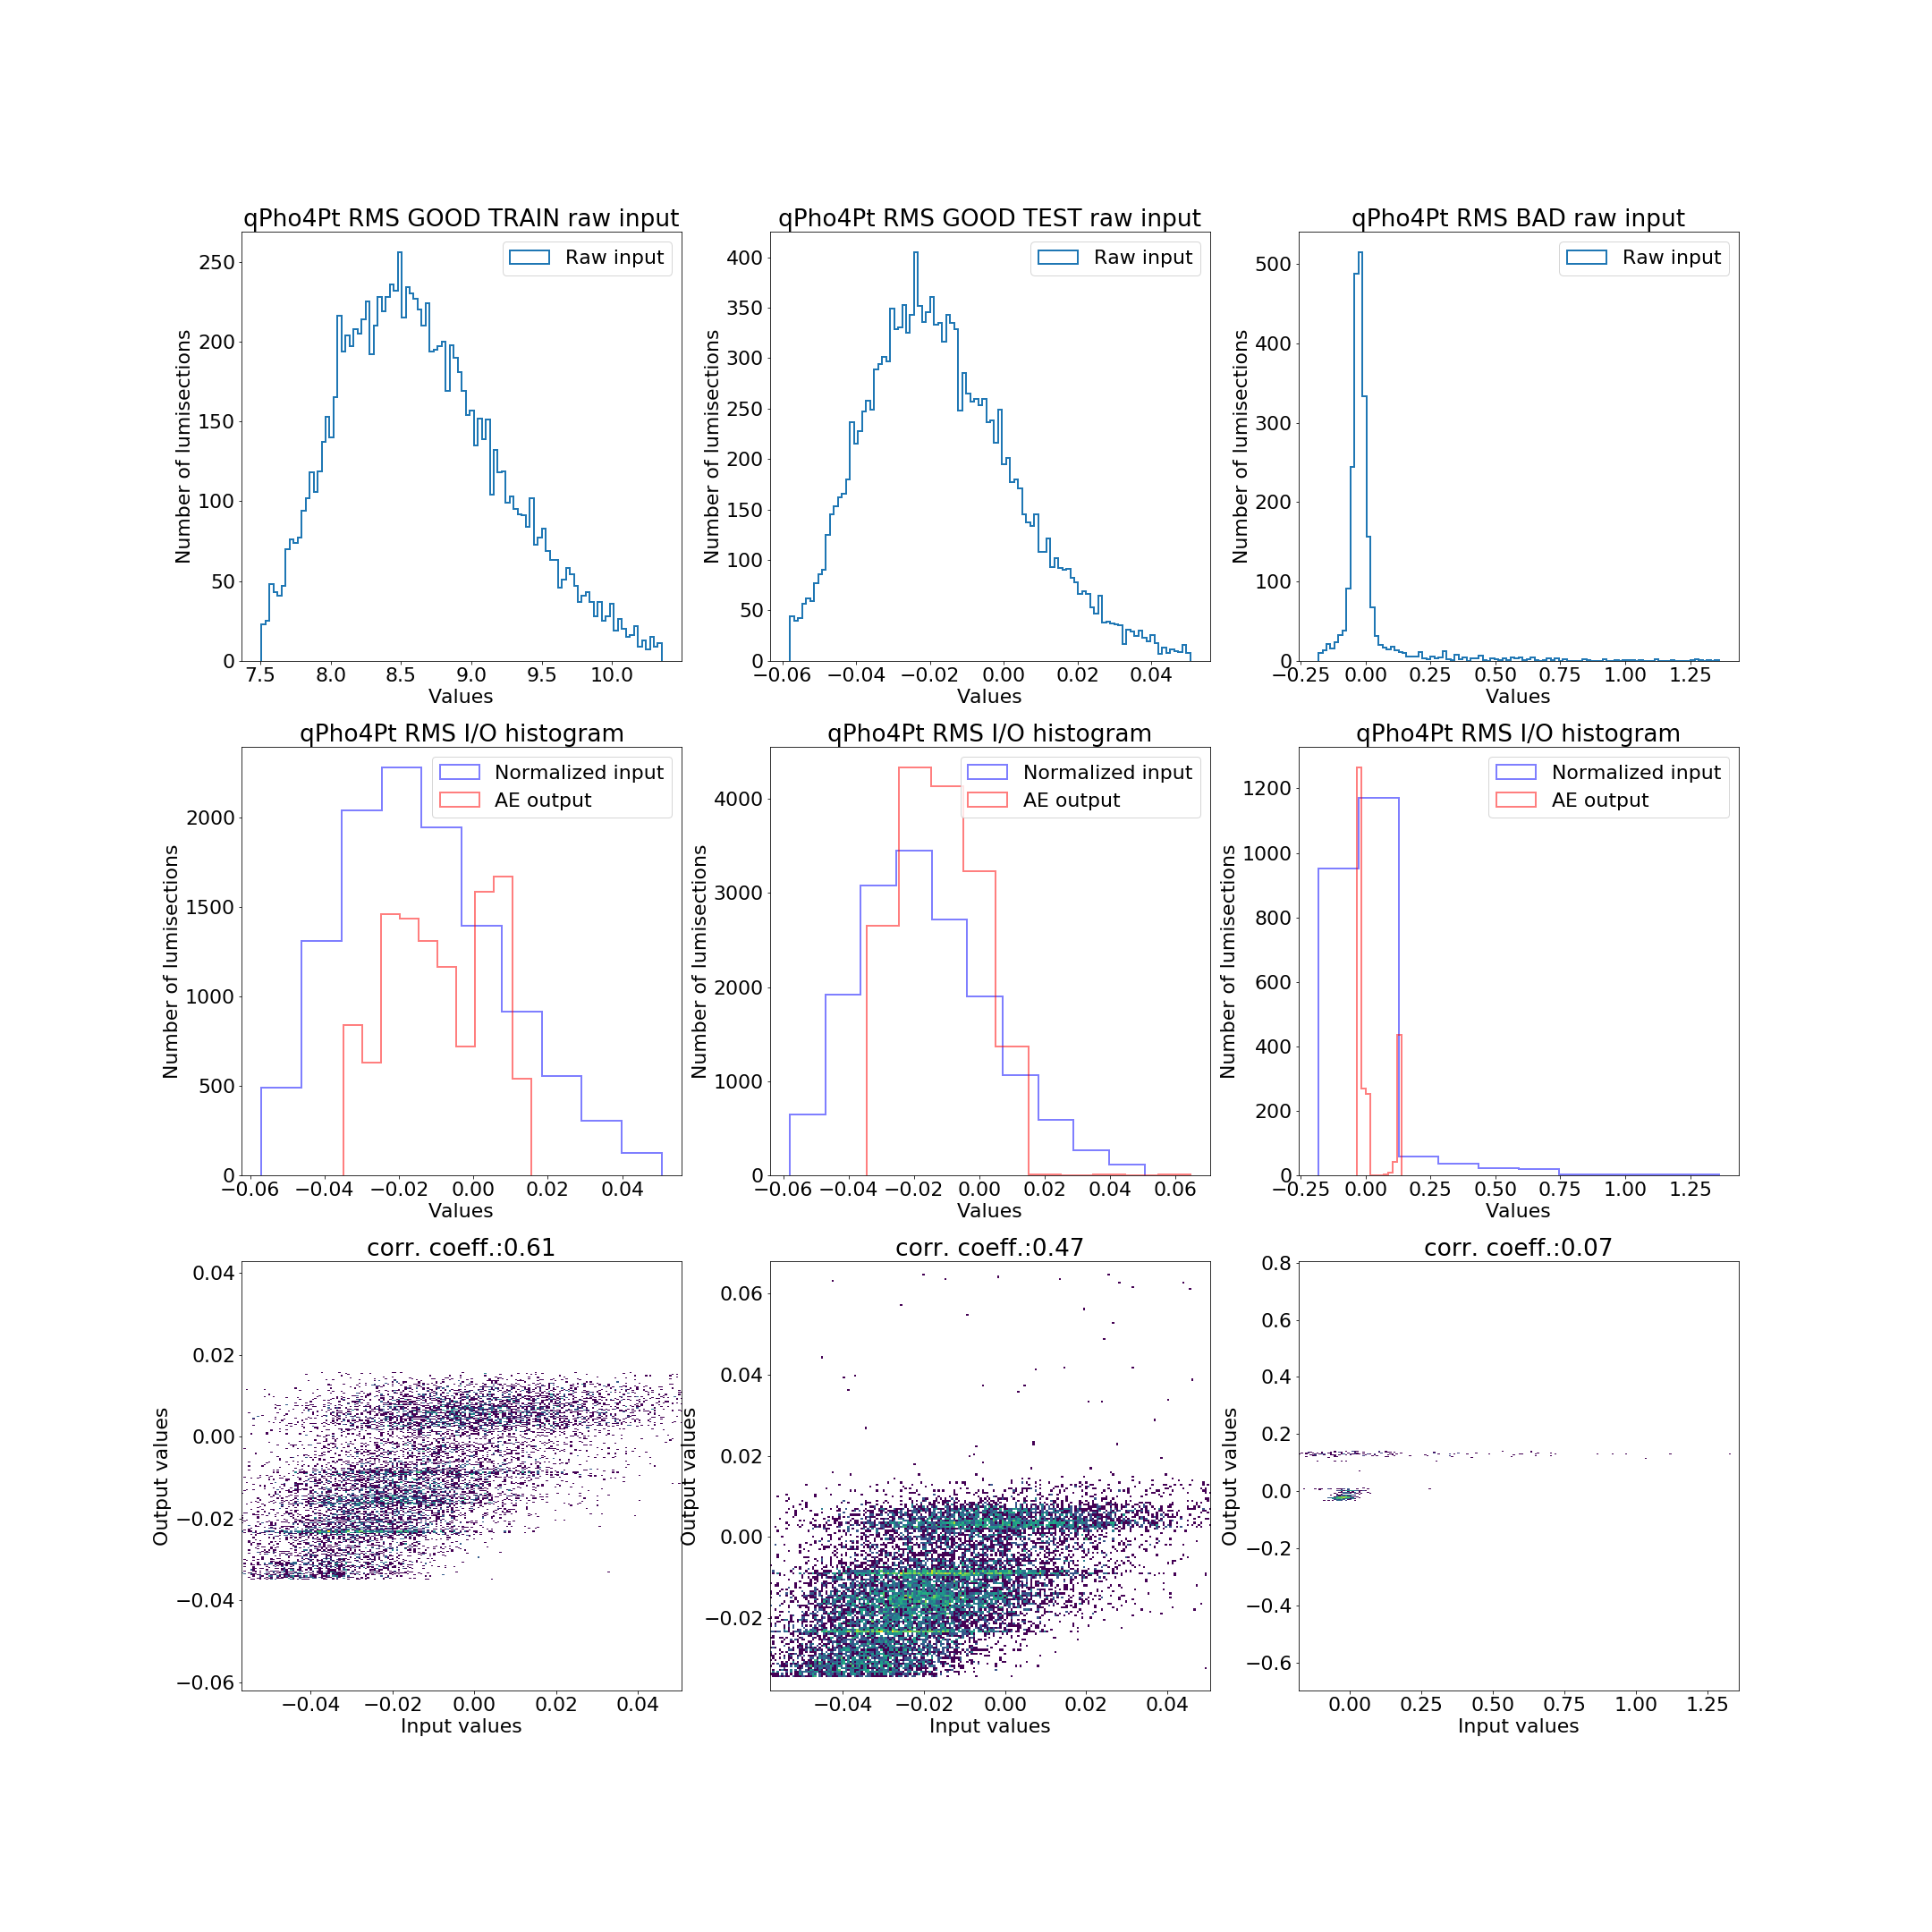 qPho4Pt RMS GOOD TRAIN raw input
Raw input
Number of lumisections
250
200
150
100
50
0
7.5 8.0 8.5 9.0 9.5 10.0
Values
qPho4Pt RMS GOOD TEST raw input
Raw input
Number of lumisections
400
350
300
250
200
150
100
50
0
−0.06 −0.04 −0.02 0.00 0.02 0.04
Values
qPho4Pt RMS BAD raw input
Raw input
Number of lumisections
500
400
300
200
100
0
−0.25 0.00 0.25 0.50 0.75 1.00 1.25
Values
qPho4Pt RMS I/O histogram
Normalized input
AE output
Number of lumisections
2000
1500
1000
500
0
−0.06 −0.04 −0.02 0.00 0.02 0.04
Values
qPho4Pt RMS I/O histogram
Normalized input
AE output
Number of lumisections
4000
3000
2000
1000
0
−0.06 −0.04 −0.02 0.00 0.02 0.04 0.06
Values
qPho4Pt RMS I/O histogram
Normalized input
AE output
Number of lumisections
1200
1000
800
600
400
200
0
−0.25 0.00 0.25 0.50 0.75 1.00 1.25
Values
corr. coeff.:0.61
Output values
0.04
0.02
0.00
−0.02
−0.04
−0.06
−0.04 −0.02 0.00 0.02 0.04
Input values
corr. coeff.:0.47
Output values
0.06
0.04
0.02
0.00
−0.02
−0.04 −0.02 0.00 0.02 0.04
Input values
corr. coeff.:0.07
Output values
0.8
0.6
0.4
0.2
0.0
−0.2
−0.4
−0.6
0.00 0.25 0.50 0.75 1.00 1.25
Input values